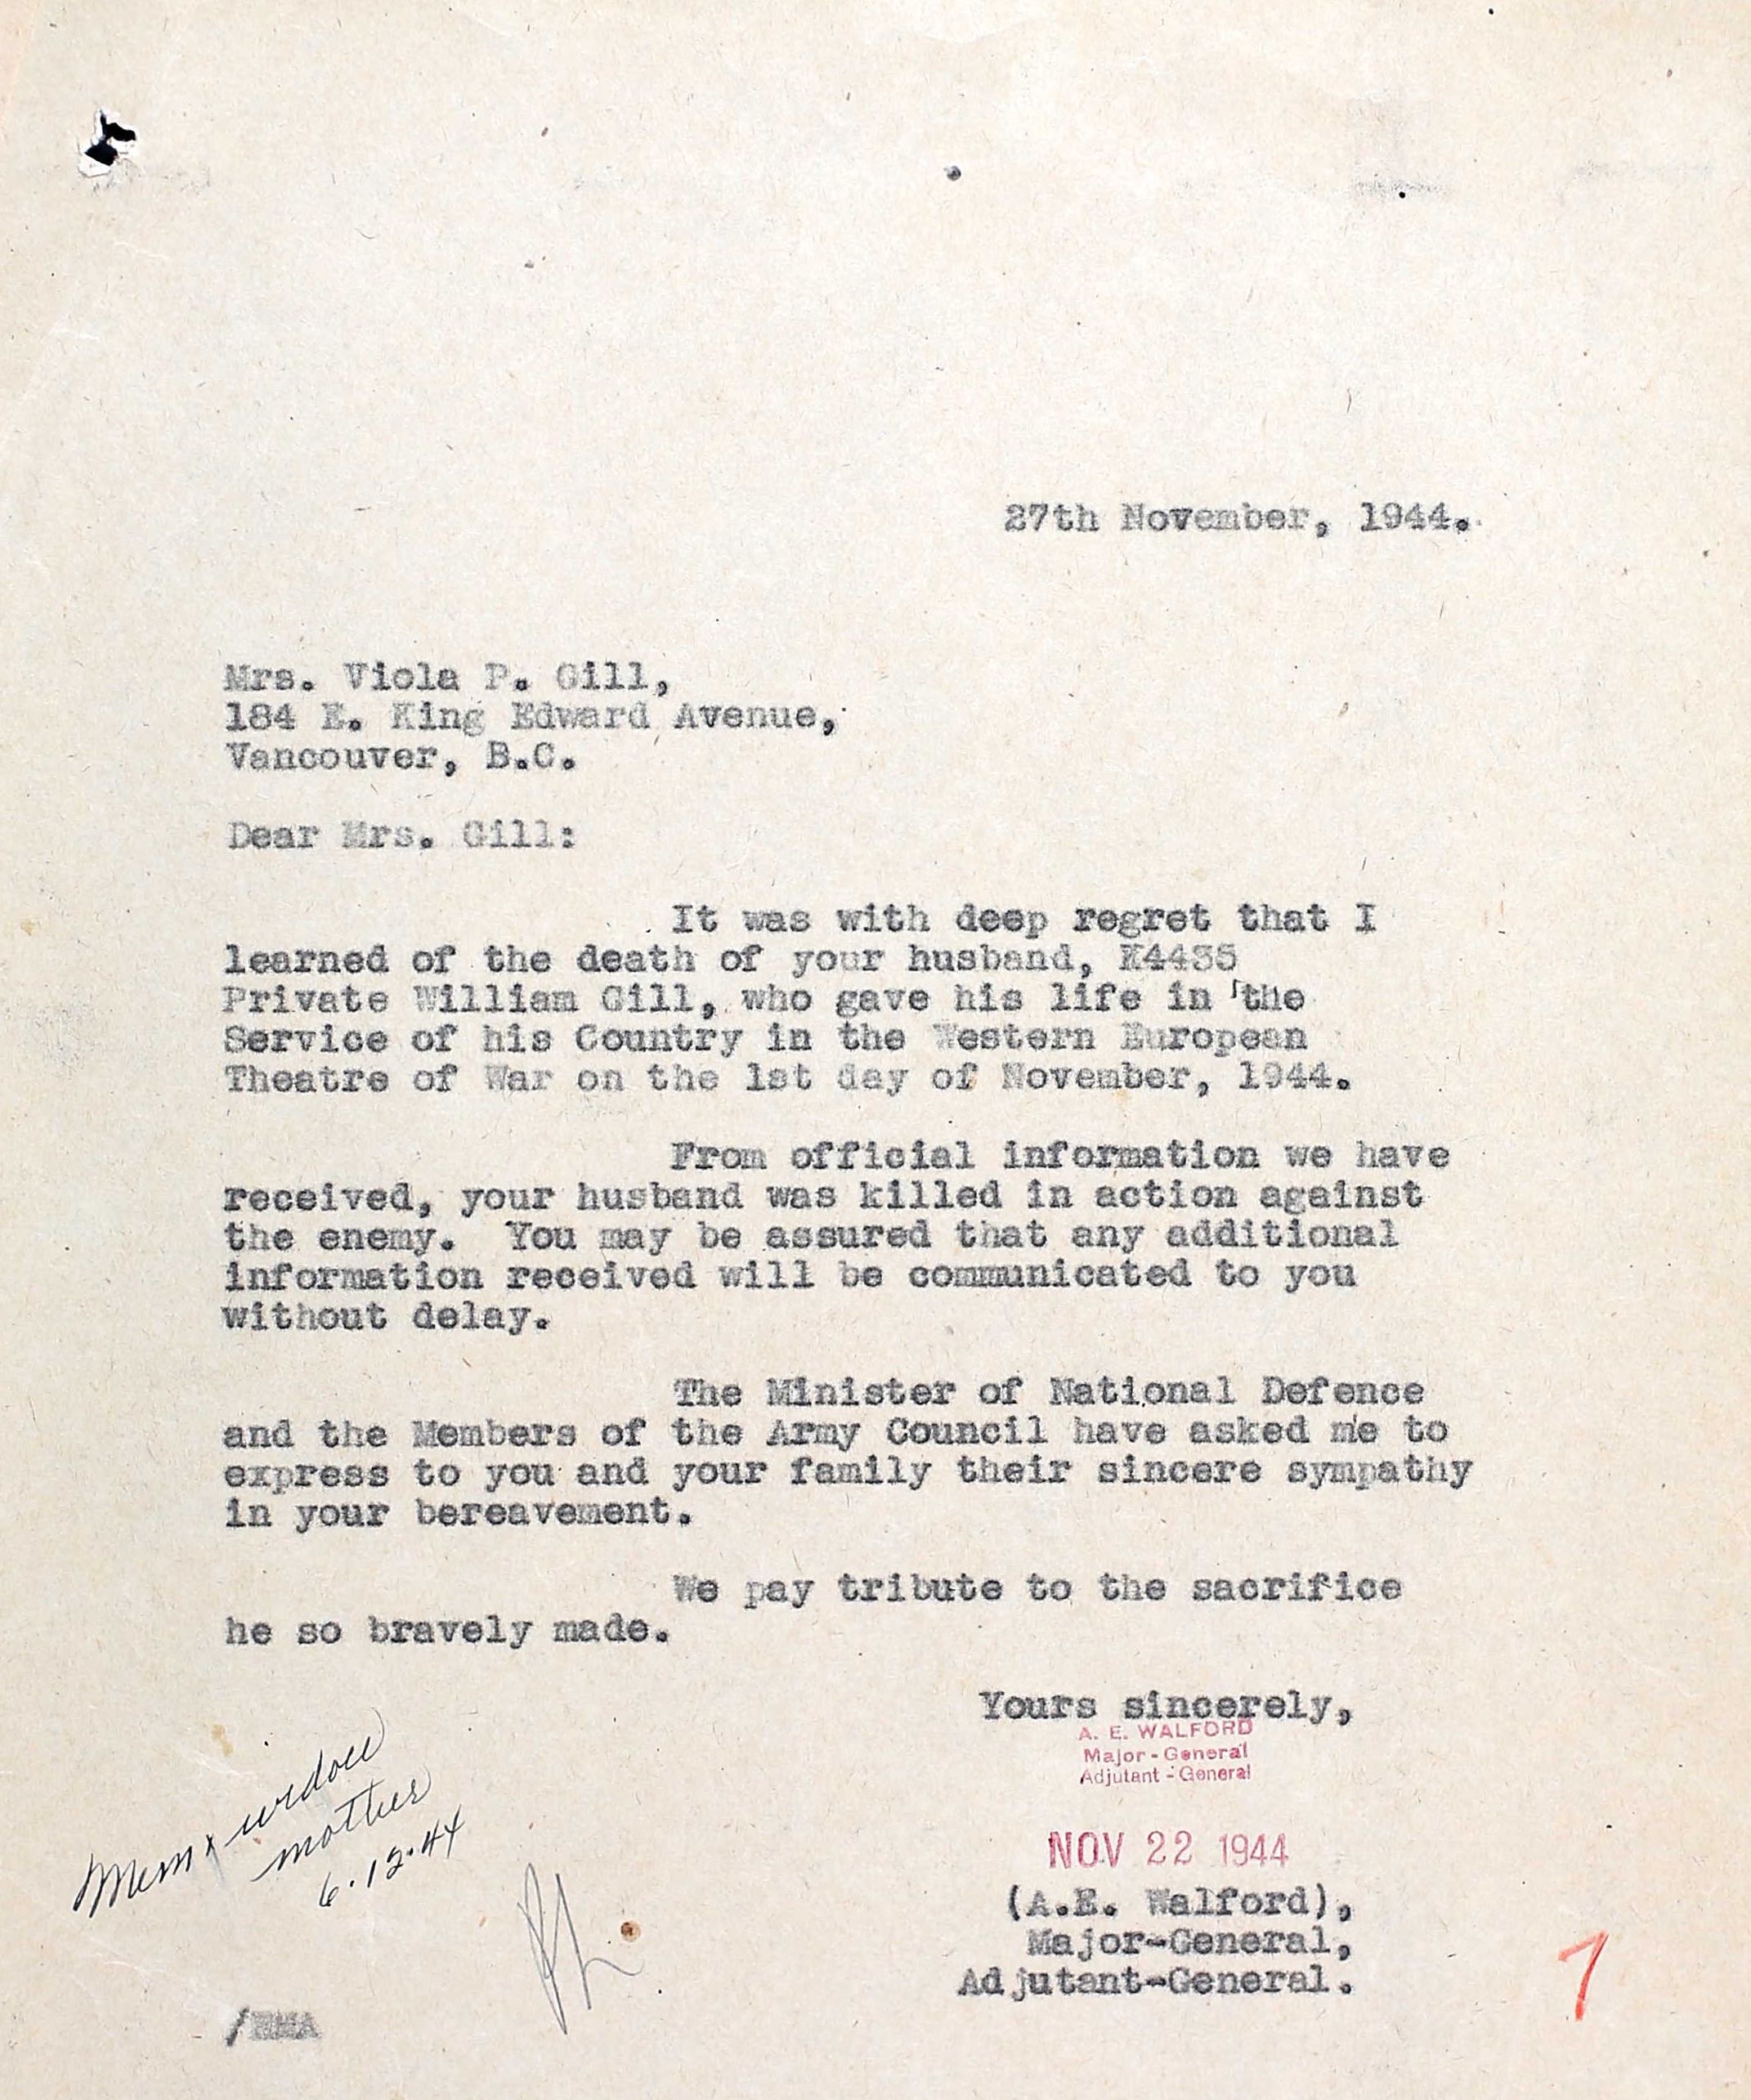 27th November, 1944.
Mrs. Viola P. Gill,
184 E. King Edward Avenue,
Vancouver, B.C.
Dear Mrs. Gill:
It was with deep regret that I
learned of the death of your husband, K4435
Private William Gill, who gave his life in the
Service of his Country in the Western European
Theatre of War on the 1st day of November, 1944.
From official information we have
received, your husband was killed in action against
the enemy. You may be assured that any additional
information received will be communicated to you
without delay.
The Minister of National Defence
and the Members of the Army Council have asked me to
express to you and your family their sincere sympathy
in your bereavement.
We pay tribute to the sacrifice
he so bravely made.
Yours sincerely,
A. E. WALFORD
Major - General
Adjutant - General
NOV 22 1944
(A.E. Walford),
Major-General,
Adjutant-General.
Mem x widow
mother
6.12.44
7